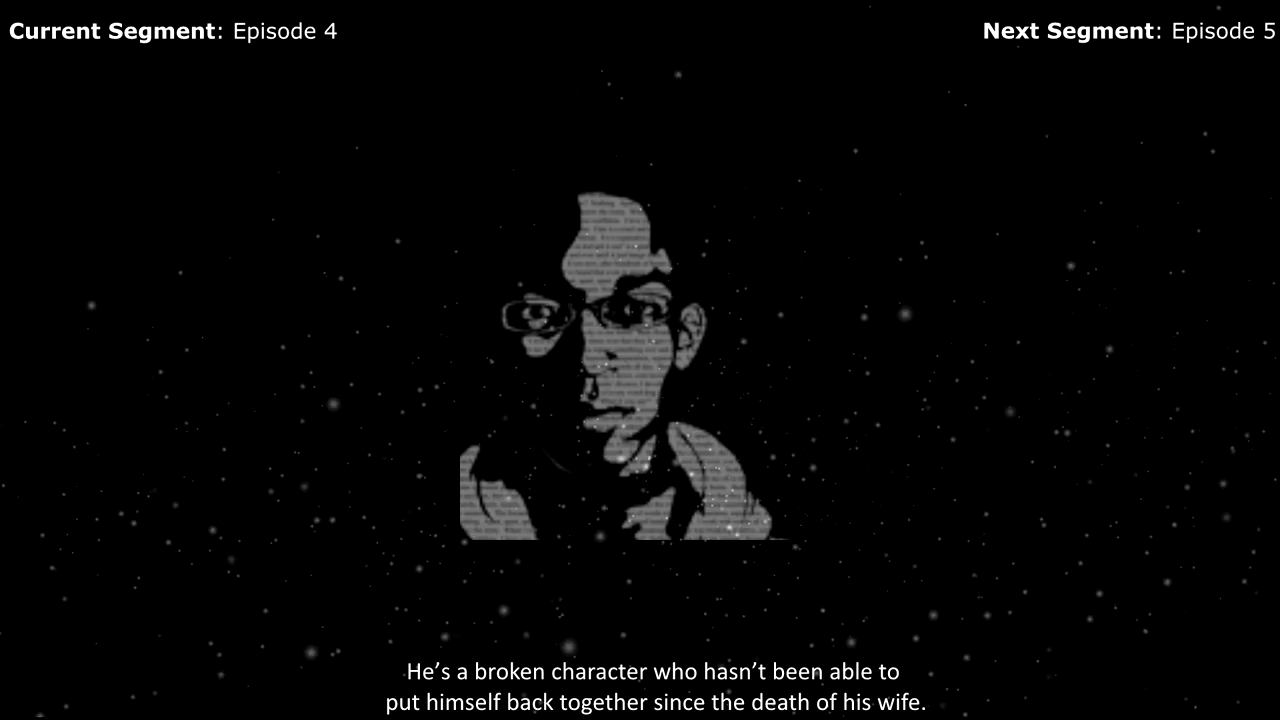 Current Segment: Episode 4
Next Segment: Episode 5
He’s a broken character who hasn’t been able to
put himself back together since the death of his wife.